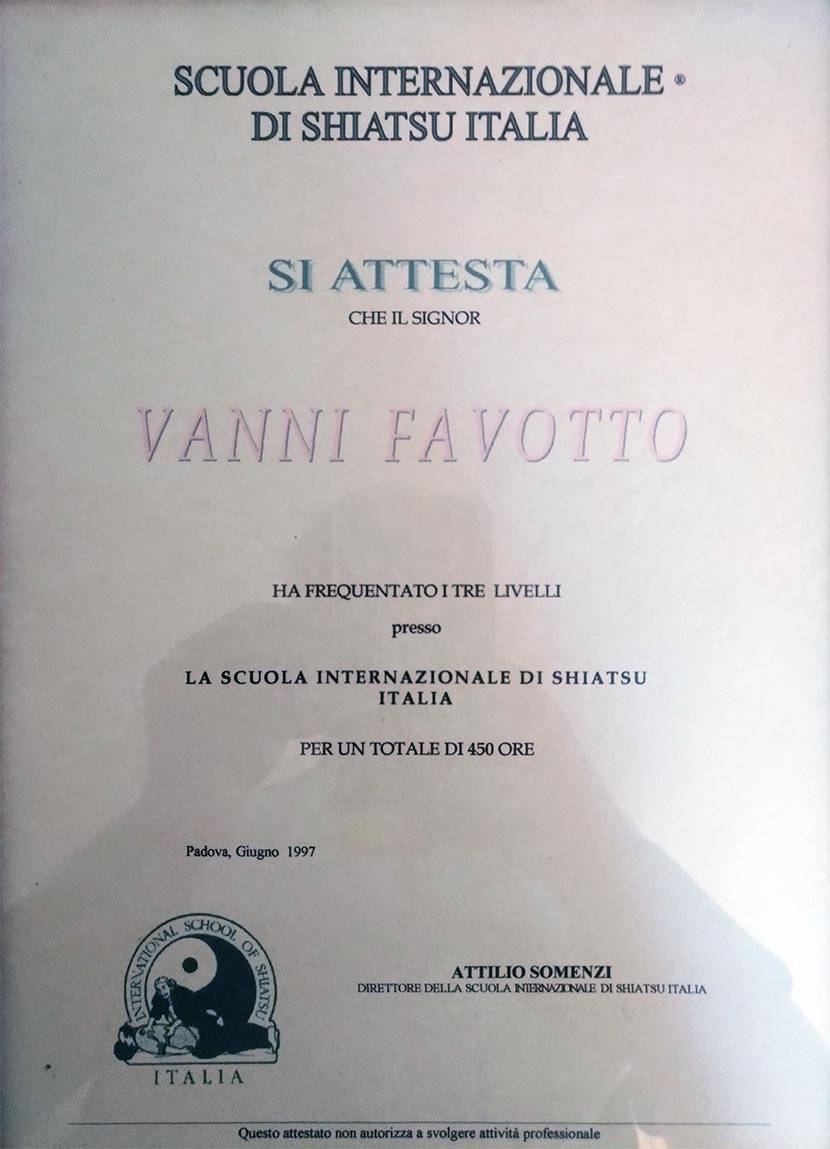 SCUOLA INTERNAZIONALE ®
DI SHIATSU ITALIA
SI ATTESTA
CHE IL SIGNOR
VANNI FAVOTTO
HA FREQUENTATO I TRE LIVELLI
presso
LA SCUOLA INTERNAZIONALE DI SHIATSU
ITALIA
PER UN TOTALE DI 450 ORE
Padova, Giugno 1997
INTERNATIONAL SCHOOL OF SHIATSU
ITALIA
ATTILIO SOMENZI
DIRETTORE DELLA SCUOLA INTERNAZIONALE DI SHIATSU ITALIA
Questo attestato non autorizza a svolgere attività professionale